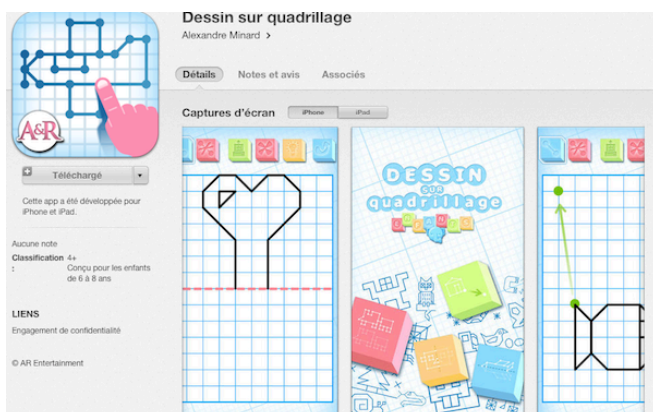 Dessin sur quadrillage
Alexandre Minard >
Détails Notes et avis Associés
Captures d'écran iPhone iPad
A&R
Téléchargé
Cette app a été développée pour
iPhone et iPad.
Aucune note
Classification 4+
:
Conçu pour les enfants
de 6 à 8 ans
LIENS
Engagement de confidentialité
© AR Entertainment
DESSIN
SUR
quadrillage
ENFANTS